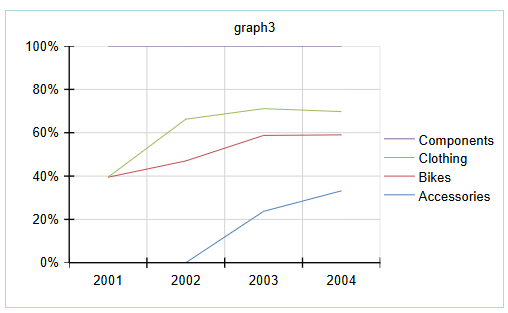 graph3
100%
80%
60%
40%
20%
0%
2001 2002 2003 2004
Components
Clothing
Bikes
Accessories